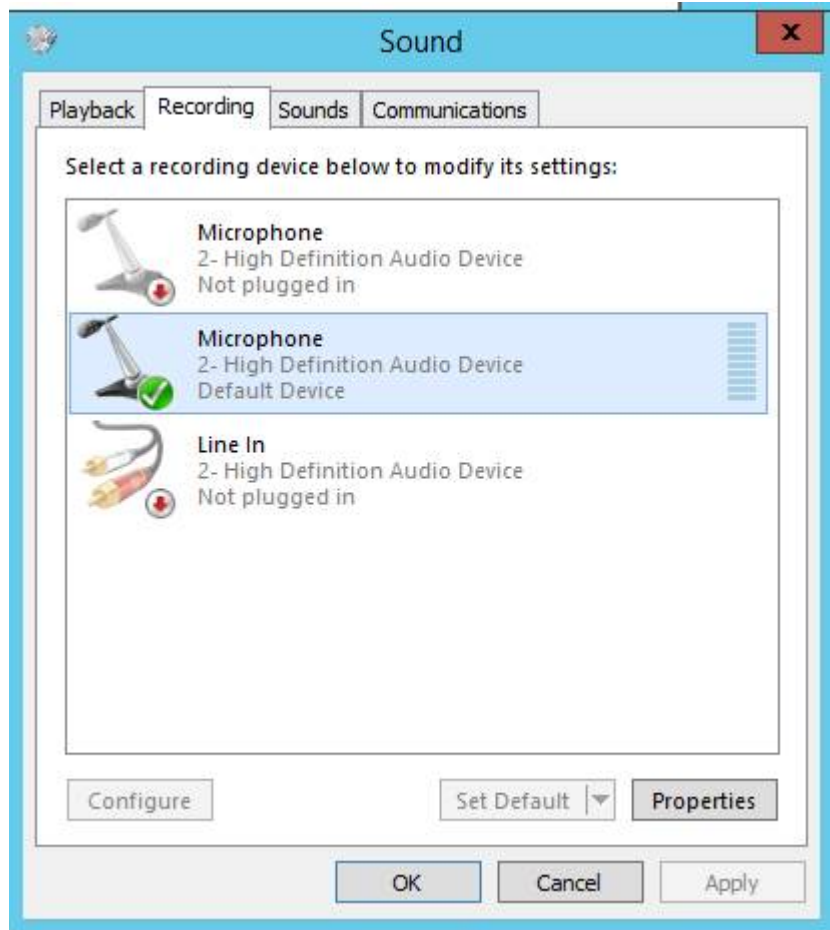 Sound
x
Playback Recording Sounds Communications
Select a recording device below to modify its settings:
Microphone
2- High Definition Audio Device
Not plugged in
Microphone
2- High Definition Audio Device
Default Device
Line In
2- High Definition Audio Device
Not plugged in
Configure Set Default Properties
OK Cancel Apply